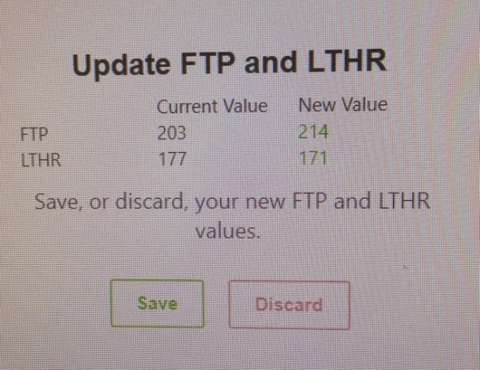 Update FTP and LTHR
Current Value New Value
FTP 203 214
LTHR 177 171
Save, or discard, your new FTP and LTHR
values.
Save Discard